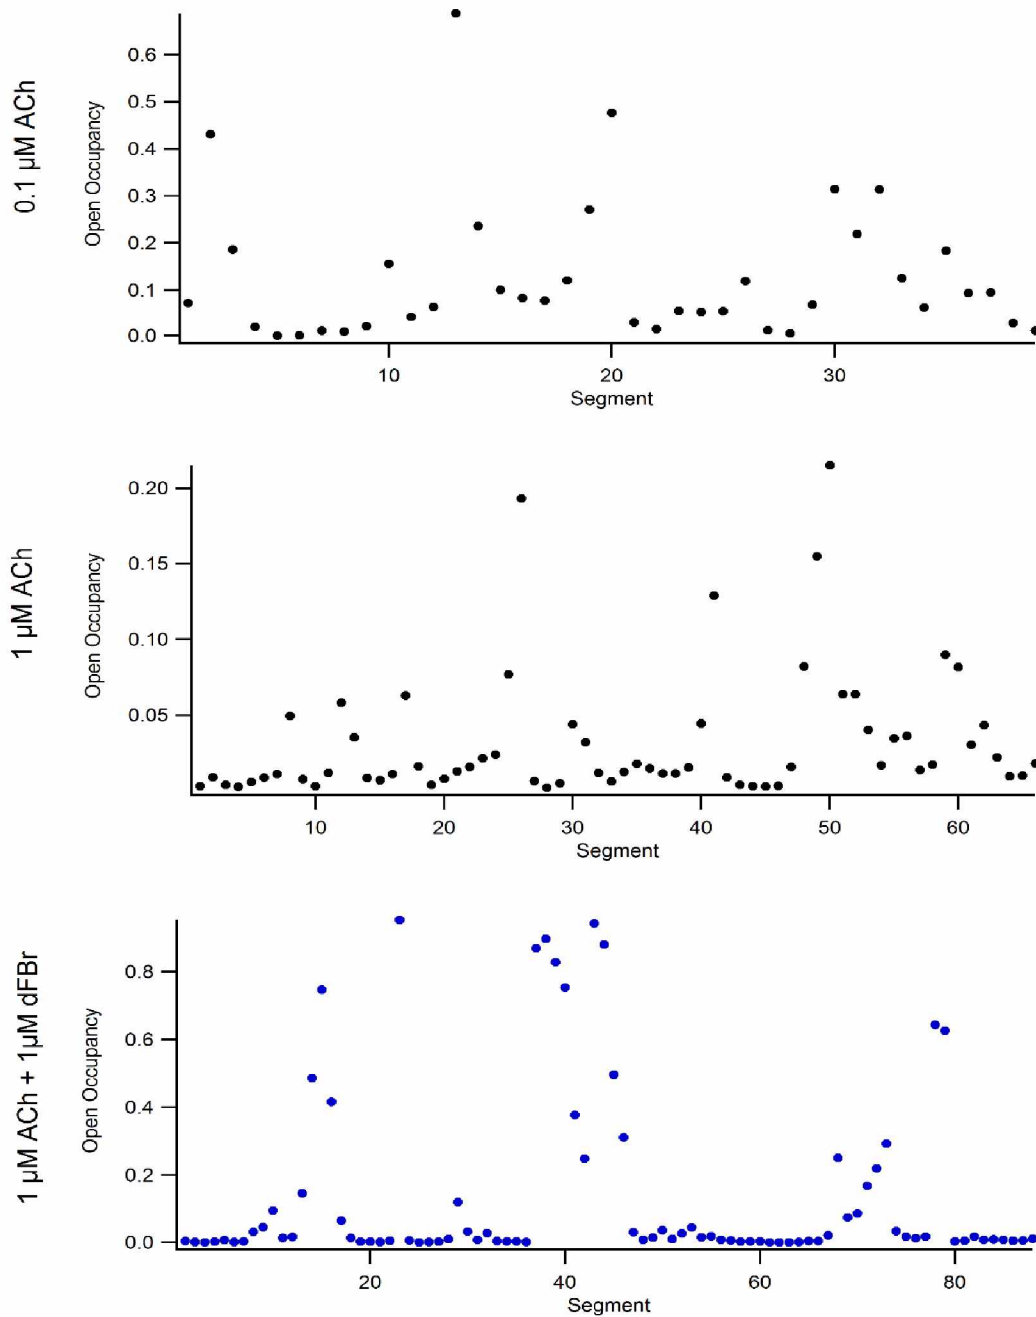 0.1 µM ACh
Open Occupancy
0.6
0.5
0.4
0.3
0.2
0.1
0.0
10 20 30
Segment
1 µM ACh
Open Occupancy
0.20
0.15
0.10
0.05
10 20 30 40 50 60
Segment
1 µM ACh + 1µM dFBr
Open Occupancy
0.8
0.6
0.4
0.2
0.0
20 40 60 80
Segment